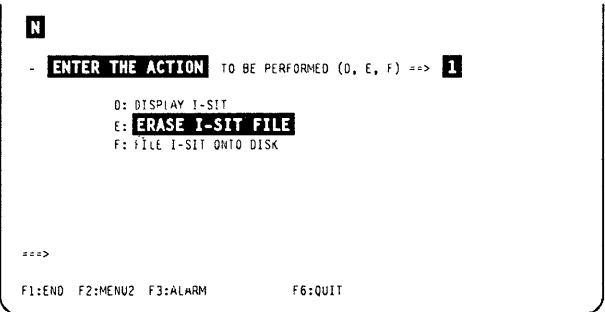 N
- ENTER THE ACTION TO BE PERFORMED (D, E, F) ==> 1
D: DISPLAY I-SIT
E: ERASE I-SIT FILE
F: FILE I-SIT ONTO DISK
===>
F1:END F2:MENU2 F3:ALARM F6:QUIT